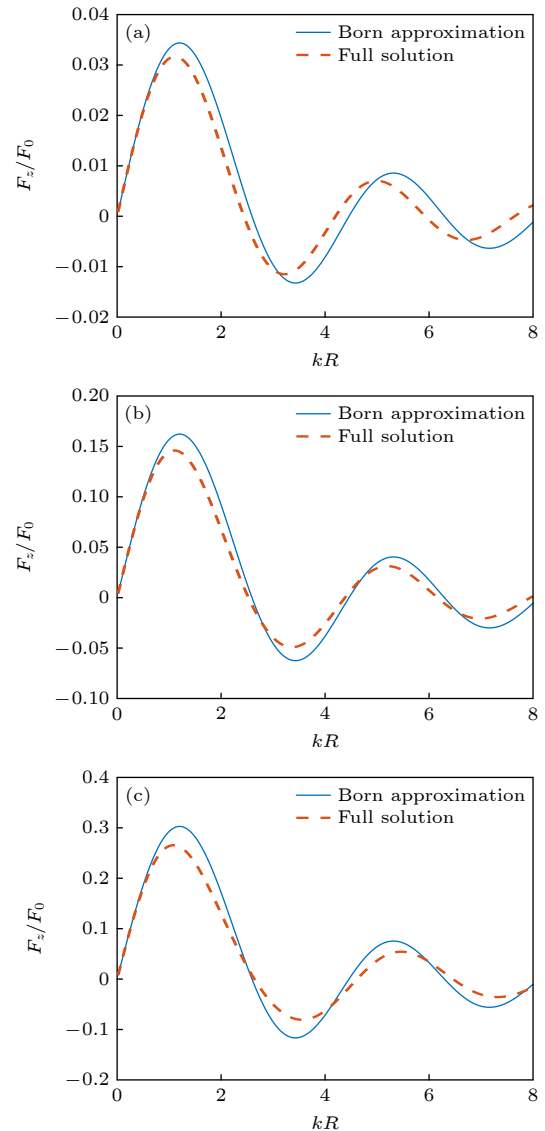 0.04
(a)
Born approximation
Full solution
0.03
0.02
F_z/F_0
0.01
0
−0.01
−0.02
0
2
4
6
8
kR
0.20
(b)
Born approximation
Full solution
0.15
0.10
F_z/F_0
0.05
0
−0.05
−0.10
0
2
4
6
8
kR
0.4
(c)
Born approximation
Full solution
0.3
0.2
F_z/F_0
0.1
0
−0.1
−0.2
0
2
4
6
8
kR